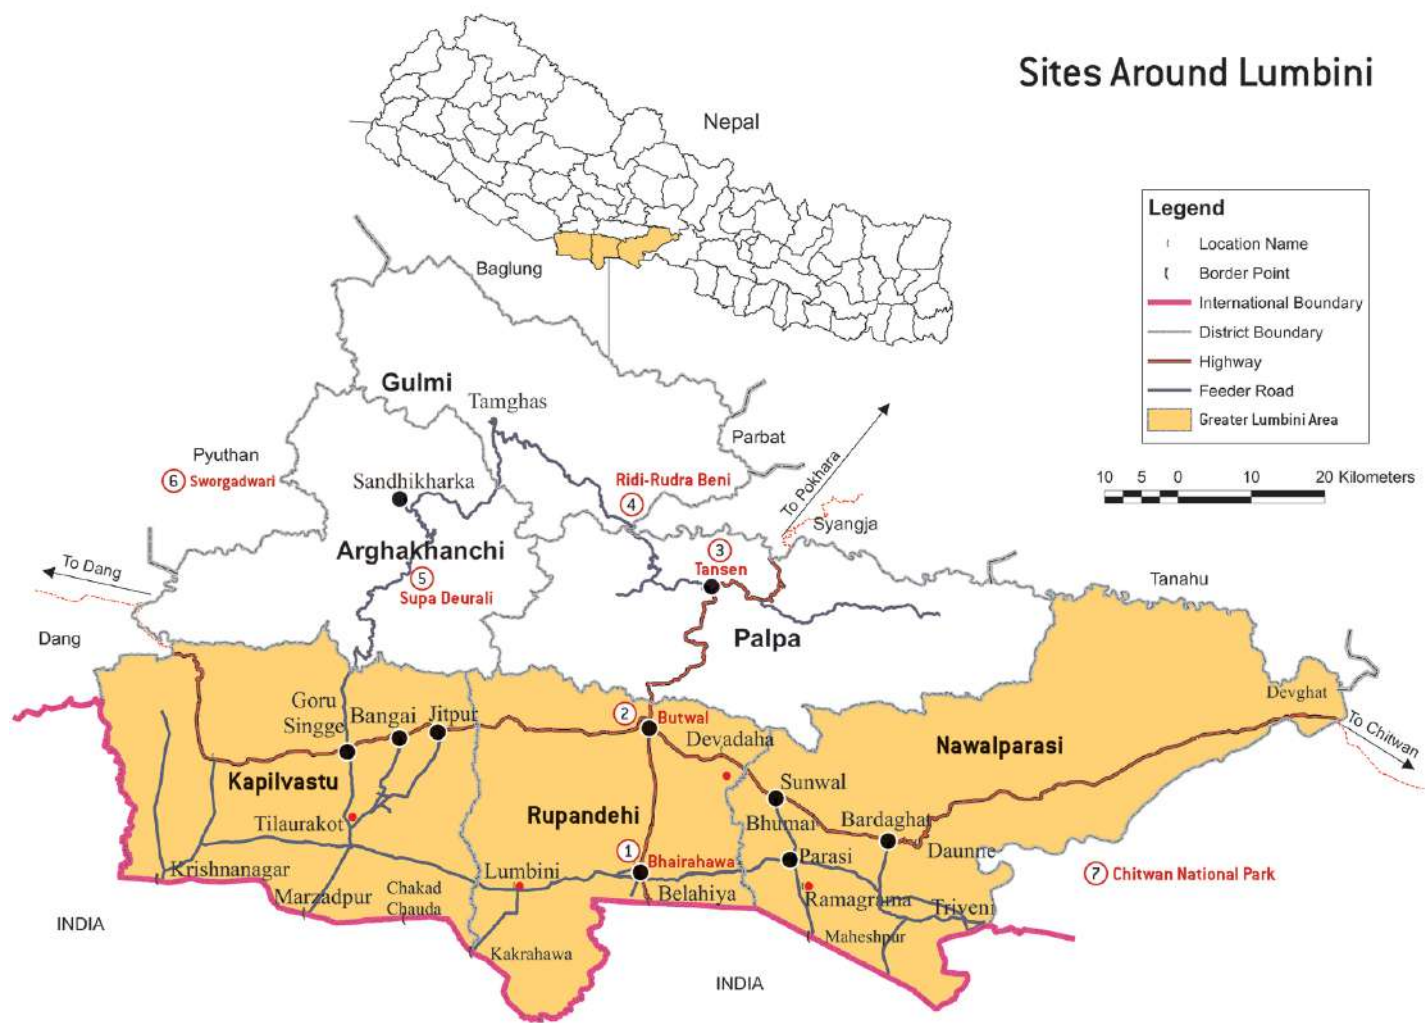 Sites Around Lumbini
Nepal
Legend
Location Name
Border Point
International Boundary
District Boundary
Highway
Feeder Road
Greater Lumbini Area
10 5 0 10 20 Kilometers
Baglung
Gulmi
Tamghas
Parbat
Pyuthan
6 Sworgadwari
Sandhikharka
Ridi-Rudra Beni
4
To Pokhara
Syangja
Arghakhanchi
5
Supa Deurali
3
Tansen
To Dang
Tanahu
Dang
Palpa
Devghat
Goru
Singge
Bangai
Jitpur
2 Butwal
Devadaha
To Chitwan
Nawalparasi
Kapilvastu
Sunwal
Rupandehi
Tilaurakot
Bhumai
Bardaghat
Daunne
1
Bhairahawa
Parasi
Krishnanagar
Lumbini
7 Chitwan National Park
Marzadpur
Chakad
Chauda
Belahiya
Ramagrama
Triveni
INDIA
Maheshpur
Kakrahawa
INDIA